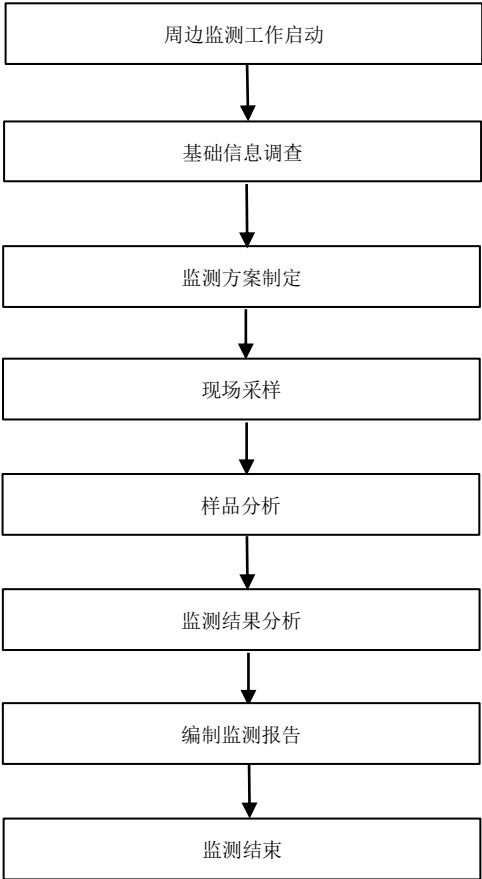 周边监测工作启动
基础信息调查
监测方案制定
现场采样
样品分析
监测结果分析
编制监测报告
监测结束